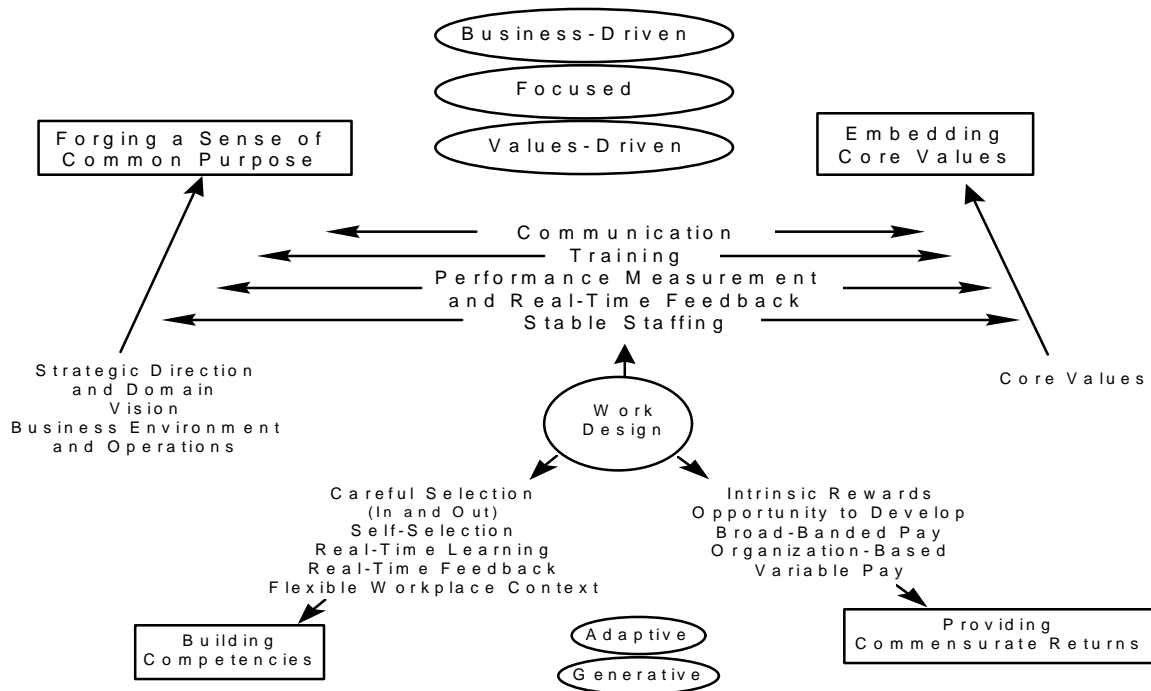 Business-Driven
Focused
Values-Driven
Forging a Sense of
Common Purpose
Embedding
Core Values
Communication
Training
Performance Measurement
and Real-Time Feedback
Stable Staffing
Strategic Direction
and Domain
Vision
Business Environment
and Operations
Core Values
Work
Design
Careful Selection
(In and Out)
Self-Selection
Real-Time Learning
Real-Time Feedback
Flexible Workplace Context
Intrinsic Rewards
Opportunity to Develop
Broad-Banded Pay
Organization-Based
Variable Pay
Building
Competencies
Adaptive
Generative
Providing
Commensurate Returns